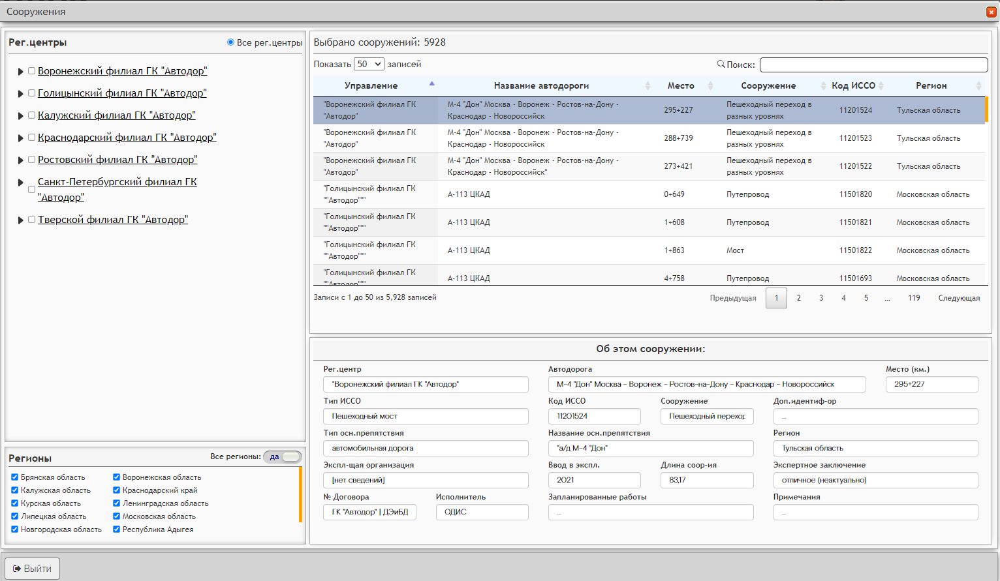 Сооружения
Рег.центры
Все рег.центры
Воронежский филиал ГК "Автодор"
Голицынский филиал ГК "Автодор"
Калужский филиал ГК "Автодор"
Краснодарский филиал ГК "Автодор"
Ростовский филиал ГК "Автодор"
Санкт-Петербургский филиал ГК
"Автодор"
Тверской филиал ГК "Автодор"
Регионы
Все регионы: да
Брянская область Воронежская область
Калужская область Краснодарский край
Курская область Ленинградская область
Липецкая область Московская область
Новгородская область Республика Адыгея
Выбрано сооружений: 5928
Показать 50 записей
Поиск:
Управление Название автодороги Место Сооружение Код ИССО Регион
"Воронежский филиал ГК М-4 "Дон" Москва - Воронеж - Ростов-на-Дону - 295+227 Пешеходный переход в 11201524 Тульская область
"Автодор" Краснодар - Новороссийск разных уровнях
"Воронежский филиал ГК М-4 "Дон" Москва - Воронеж - Ростов-на-Дону - 288+739 Пешеходный переход в 11201523 Тульская область
"Автодор" Краснодар - Новороссийск разных уровнях
"Воронежский филиал ГК М-4 "Дон" Москва - Воронеж - Ростов-на-Дону - 273+421 Пешеходный переход в 11201522 Тульская область
"Автодор" Краснодар - Новороссийск" разных уровнях
"Голицынский филиал ГК А-113 ЦКАД 0+649 Путепровод 11501820 Московская область
""Автодор"""
"Голицынский филиал ГК А-113 ЦКАД 1+608 Путепровод 11501821 Московская область
""Автодор"""
"Голицынский филиал ГК А-113 ЦКАД 1+863 Мост 11501822 Московская область
""Автодор"""
"Голицынский филиал ГК А-113 ЦКАД 4+758 Путепровод 11501693 Московская область
""Автодор"""
Записи с 1 до 50 из 5,928 записей
Предыдущая 1 2 3 4 5 ... 119 Следующая
Об этом сооружении:
Рег.центр Автодорога Место (км.)
"Воронежский филиал ГК "Автодор" М-4 "Дон" Москва - Воронеж - Ростов-на-Дону - Краснодар - Новороссийск 295+227
Тип ИССО Код ИССО Сооружение Доп.идентиф-ор
Пешеходный мост 11201524 Пешеходный переход ...
Тип осн.препятствия Название осн.препятствия Регион
автомобильная дорога "а/д М-4 "Дон" Тульская область
Экспл-щая организация Ввод в экспл. Длина соор-ия Экспертное заключение
[нет сведений] 2021 83,17 отличное (неактуально)
№ Договора Исполнитель Запланированные работы Примечания
ГК "Автодор" | ДЭиБД ОДИС ... ...
Выйти